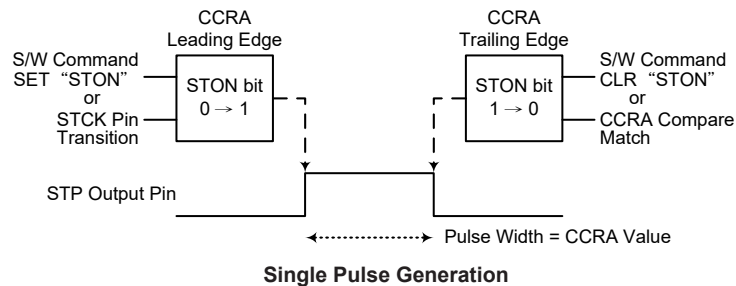 CCRA
Leading Edge
S/W Command
SET “STON”
or
STCK Pin
Transition
STON bit
0 → 1
CCRA
Trailing Edge
STON bit
1 → 0
S/W Command
CLR “STON”
or
CCRA Compare
Match
STP Output Pin
Pulse Width = CCRA Value
Single Pulse Generation